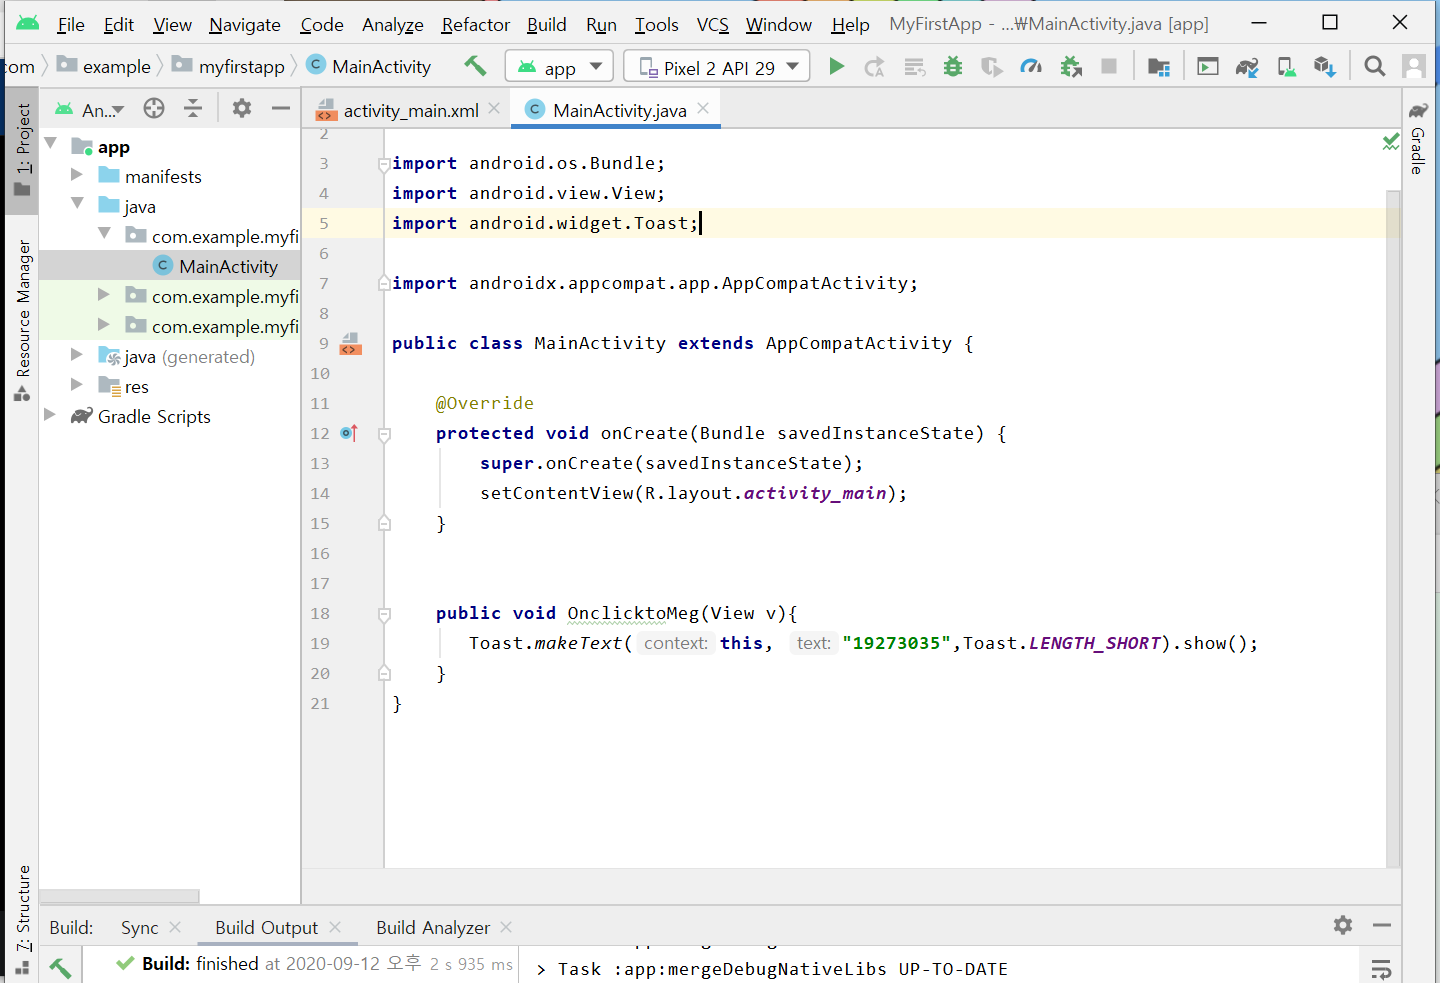 File Edit View Navigate Code Analyze Refactor Build Run Tools VCS Window Help MyFirstApp - ...₩MainActivity.java [app]
com example myfirstapp MainActivity app Pixel 2 API 29
1: Project
Resource Manager
7: Structure
Gradle
An...
app
manifests
java
com.example.myfi
MainActivity
com.example.myfi
com.example.myfi
java (generated)
res
Gradle Scripts
activity_main.xml MainActivity.java
2
3 import android.os.Bundle;
4 import android.view.View;
5 import android.widget.Toast;
6
7 import androidx.appcompat.app.AppCompatActivity;
8
9 public class MainActivity extends AppCompatActivity {
10
11 @Override
12 protected void onCreate(Bundle savedInstanceState) {
13 super.onCreate(savedInstanceState);
14 setContentView(R.layout.activity_main);
15 }
16
17
18 public void OnclicktoMeg(View v){
19 Toast.makeText( context: this, text: "19273035",Toast.LENGTH_SHORT).show();
20 }
21 }
Build: Sync Build Output Build Analyzer
Build: finished at 2020-09-12 오후 2 s 935 ms
> Task :app:mergeDebugNativeLibs UP-TO-DATE